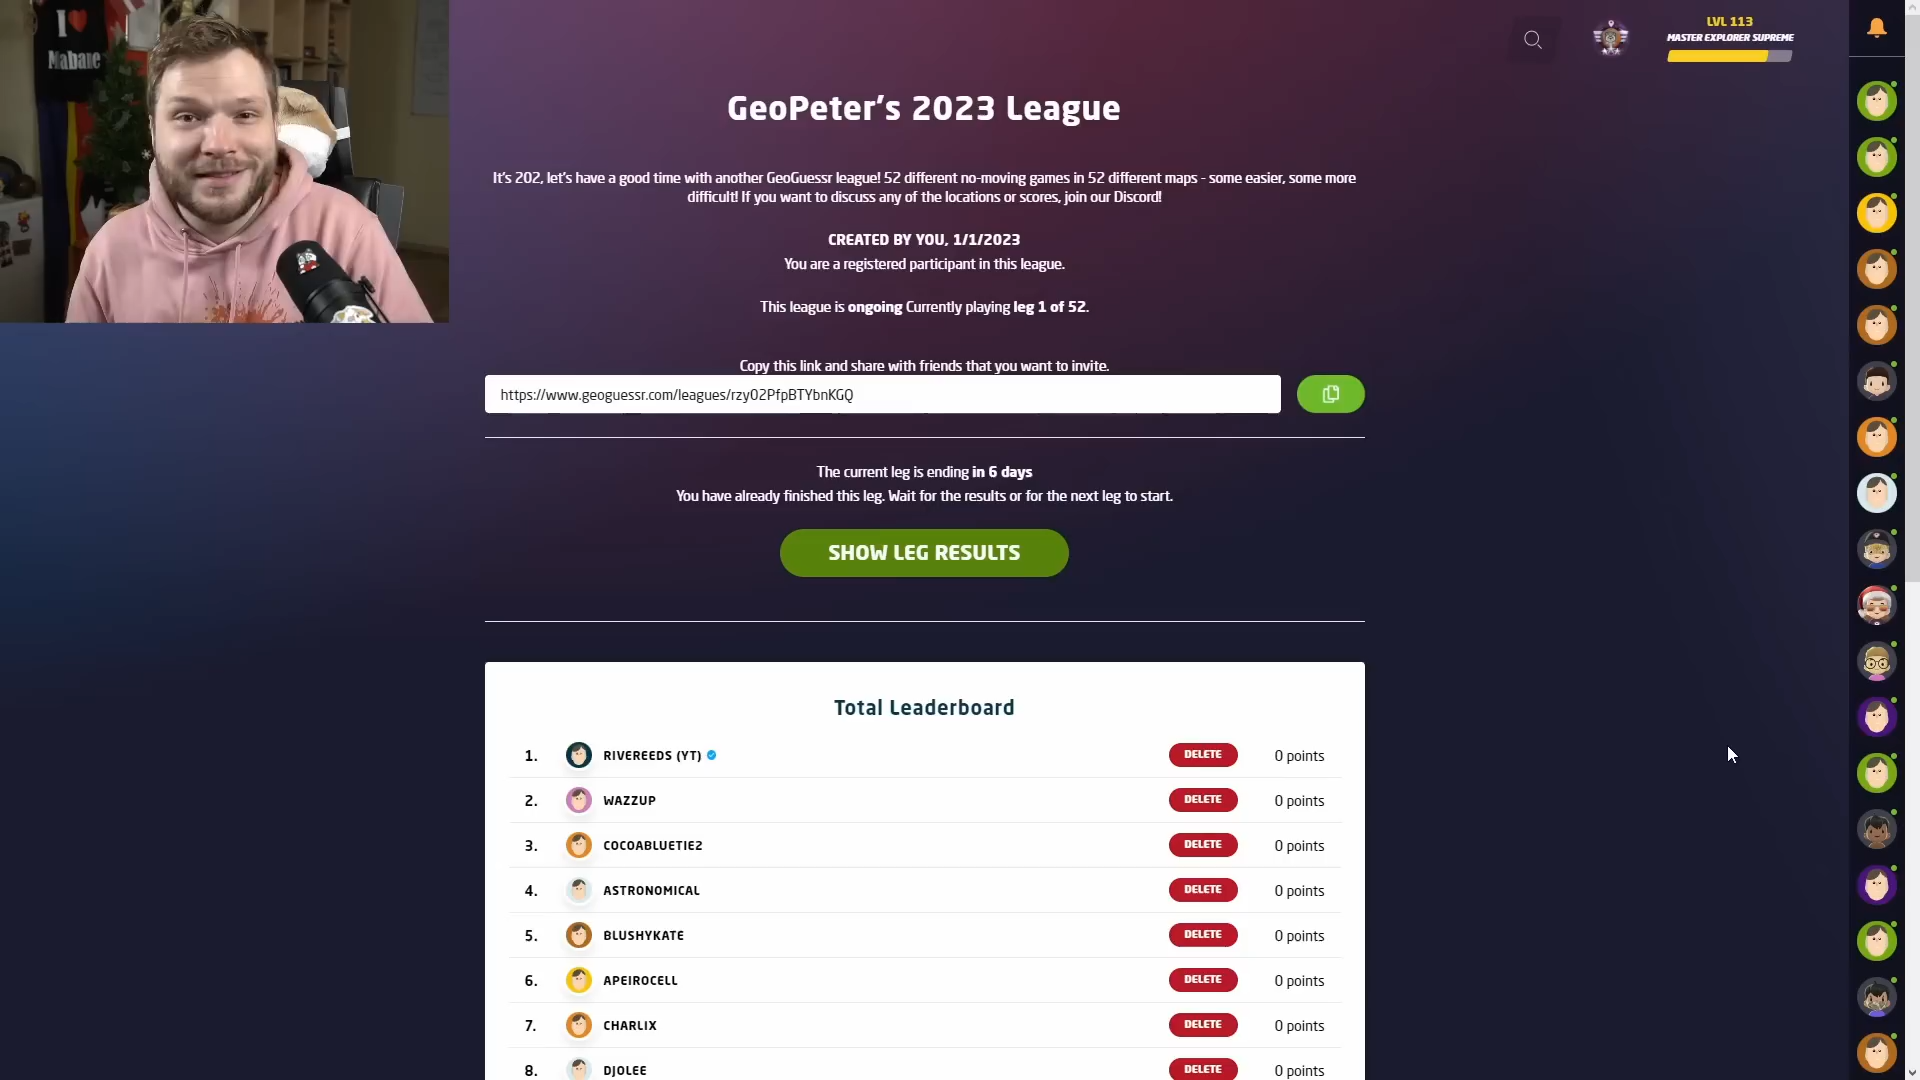 I ❤
Mabane
LVL 113
MASTER EXPLORER SUPREME
GeoPeter's 2023 League
It's 202, let's have a good time with another GeoGuessr league! 52 different no-moving games in 52 different maps - some easier, some more
difficult! If you want to discuss any of the locations or scores, join our Discord!
CREATED BY YOU, 1/1/2023
You are a registered participant in this league.
This league is ongoing Currently playing leg 1 of 52.
Copy this link and share with friends that you want to invite.
https://www.geoguessr.com/leagues/rzy02PfpBTYbnKGQ
The current leg is ending in 6 days
You have already finished this leg. Wait for the results or for the next leg to start.
SHOW LEG RESULTS
Total Leaderboard
1. RIVEREEDS (YT) DELETE 0 points
2. WAZZUP DELETE 0 points
3. COCOABLUETIE2 DELETE 0 points
4. ASTRONOMICAL DELETE 0 points
5. BLUSHYKATE DELETE 0 points
6. APEIROCELL DELETE 0 points
7. CHARLIX DELETE 0 points
8. DJOLEE DELETE 0 points